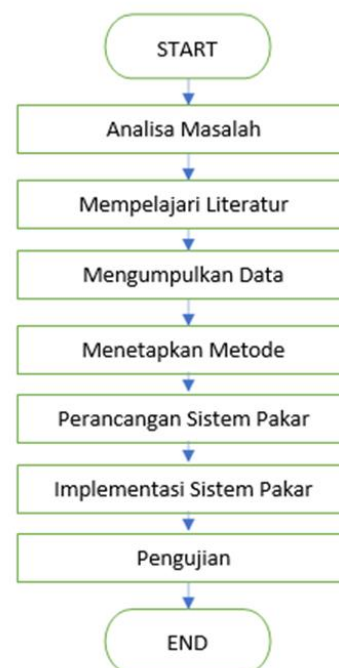 START
Analisa Masalah
Mempelajari Literatur
Mengumpulkan Data
Menetapkan Metode
Perancangan Sistem Pakar
Implementasi Sistem Pakar
Pengujian
END